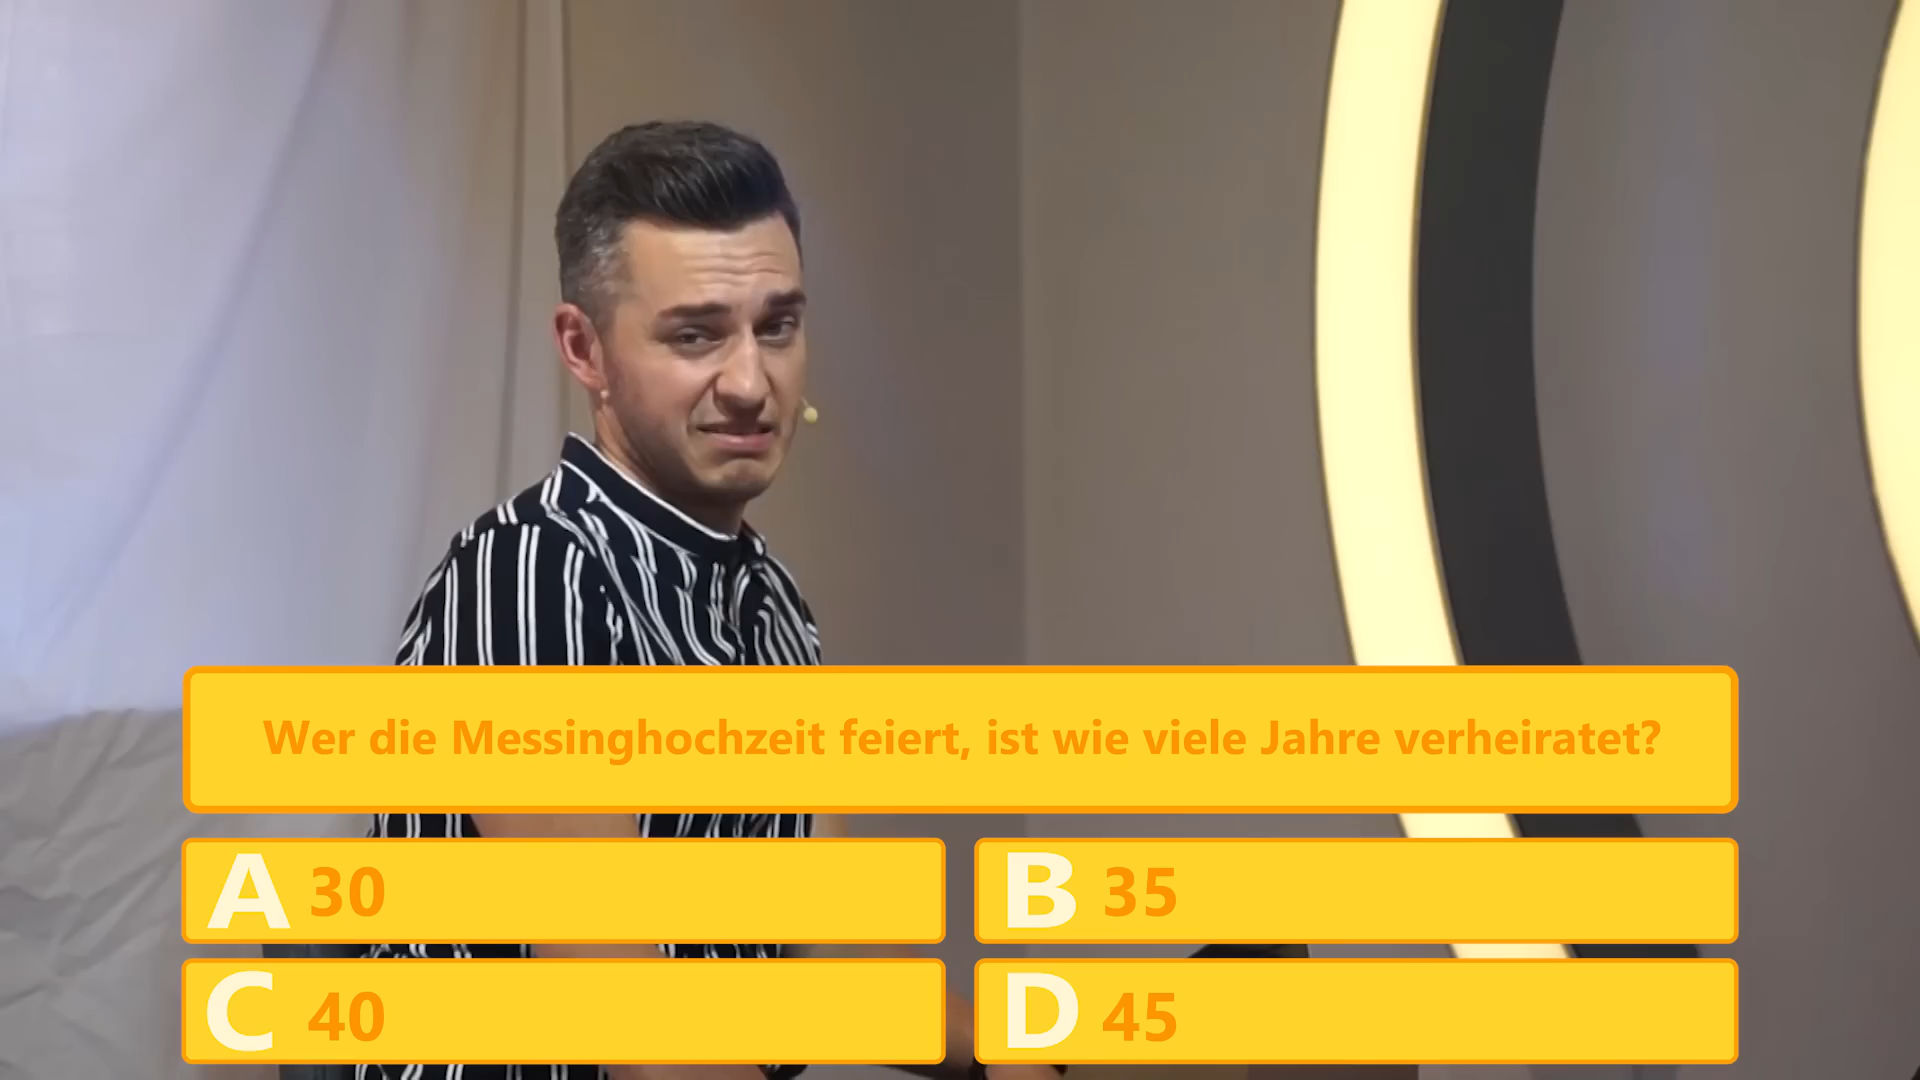 Wer die Messinghochzeit feiert, ist wie viele Jahre verheiratet?
A 30
B 35
C 40
D 45